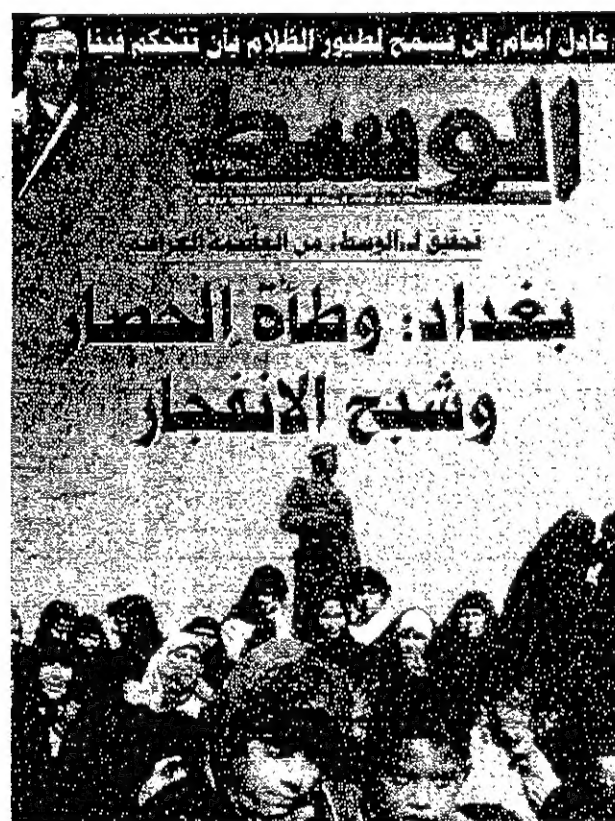 عادل امام: لن نسمح لطيور الظلام بأن تتحكم فينا
الوسط
تحقيق لـ«الوسط» من العاصمة العراقية
بغداد: وطأة الحصار
وشبح الانفجار